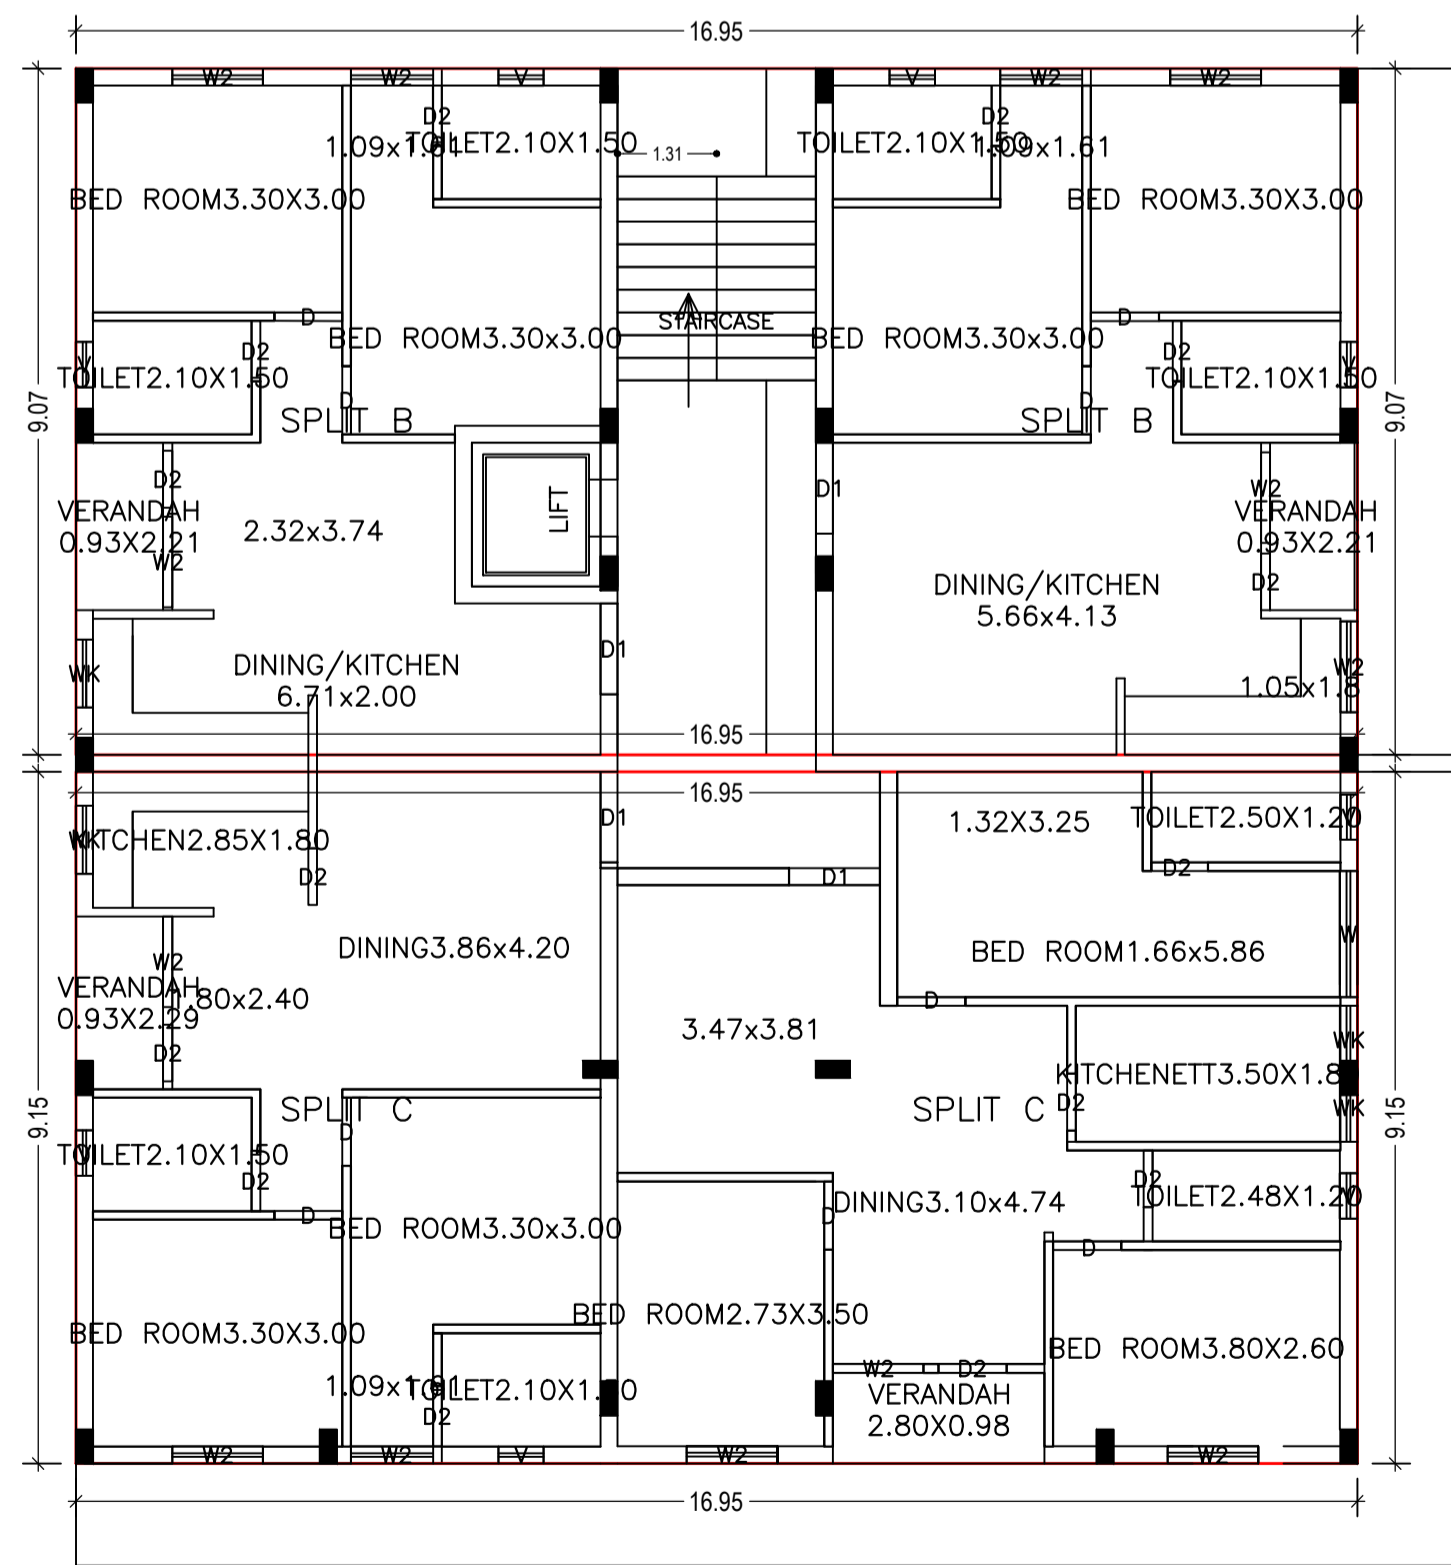 16.95
W2 W2 V V W2 W2
D2 D2
1.09x1.61 TOILET2.10X1.50 1.31 TOILET2.10X1.50 1.09x1.61
BED ROOM3.30X3.00 BED ROOM3.30X3.00
D STAIRCASE D
BED ROOM3.30x3.00 BED ROOM3.30x3.00
D2 D2
V V
TOILET2.10X1.50 TOILET2.10X1.50
D D
9.07 SPLIT B SPLIT B 9.07
D2 LIFT D1 W2
VERANDAH VERANDAH
0.93X2.21 2.32x3.74 0.93X2.21
W2 D2
DINING/KITCHEN
5.66x4.13
D1
DINING/KITCHEN
6.71x2.00
WK W2
1.05x1.8
16.95
16.95
D1 1.32X3.25 TOILET2.50X1.20
V
WK KITCHEN2.85X1.80
D2 D1 D2
DINING3.86x4.20 BED ROOM1.66x5.86 W
W2
VERANDAH 1.80x2.40
0.93X2.29
D
3.47x3.81 WK
D2
KITCHENETT3.50X1.8
9.15 SPLIT C SPLIT C D2 WK 9.15
D
V TOILET2.10X1.50
D2 D2
DINING3.10x4.74 TOILET2.48X1.20
V
D BED ROOM3.30x3.00 D
D
BED ROOM3.30X3.00 BED ROOM2.73X3.50 BED ROOM3.80X2.60
W2 D2
1.09x1.61 TOILET2.10X1.50 VERANDAH
D2 2.80X0.98
W2 W2 V W2 W2
16.95